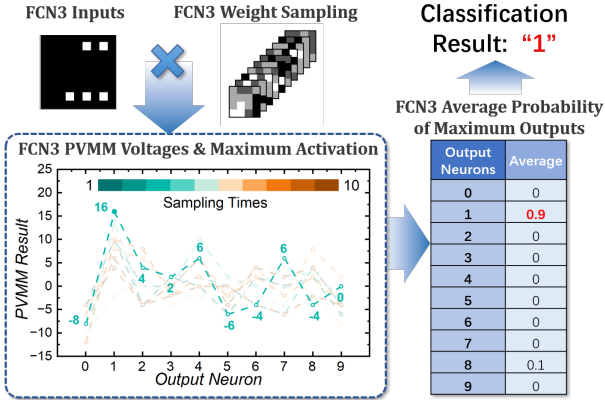 FCN3 Inputs
FCN3 Weight Sampling
Classification
Result: “1”
FCN3 PVMM Voltages & Maximum Activation
FCN3 Average Probability
of Maximum Outputs
25
20
15
10
5
0
−5
−10
−15
PVMM Result
1
10
Sampling Times
-8
16
4
2
6
-6
-4
6
-4
0
0 1 2 3 4 5 6 7 8 9
Output Neuron
Output Neurons Average
0 0
1 0.9
2 0
3 0
4 0
5 0
6 0
7 0
8 0.1
9 0